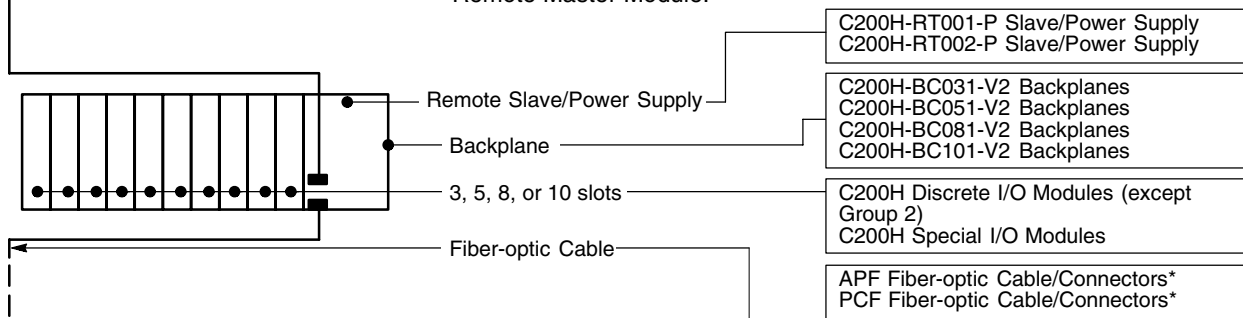 Remote Master Module.
C200H-RT001-P Slave/Power Supply
C200H-RT002-P Slave/Power Supply
Remote Slave/Power Supply
C200H-BC031-V2 Backplanes
C200H-BC051-V2 Backplanes
C200H-BC081-V2 Backplanes
C200H-BC101-V2 Backplanes
Backplane
3, 5, 8, or 10 slots
C200H Discrete I/O Modules (except
Group 2)
C200H Special I/O Modules
Fiber-optic Cable
APF Fiber-optic Cable/Connectors*
PCF Fiber-optic Cable/Connectors*